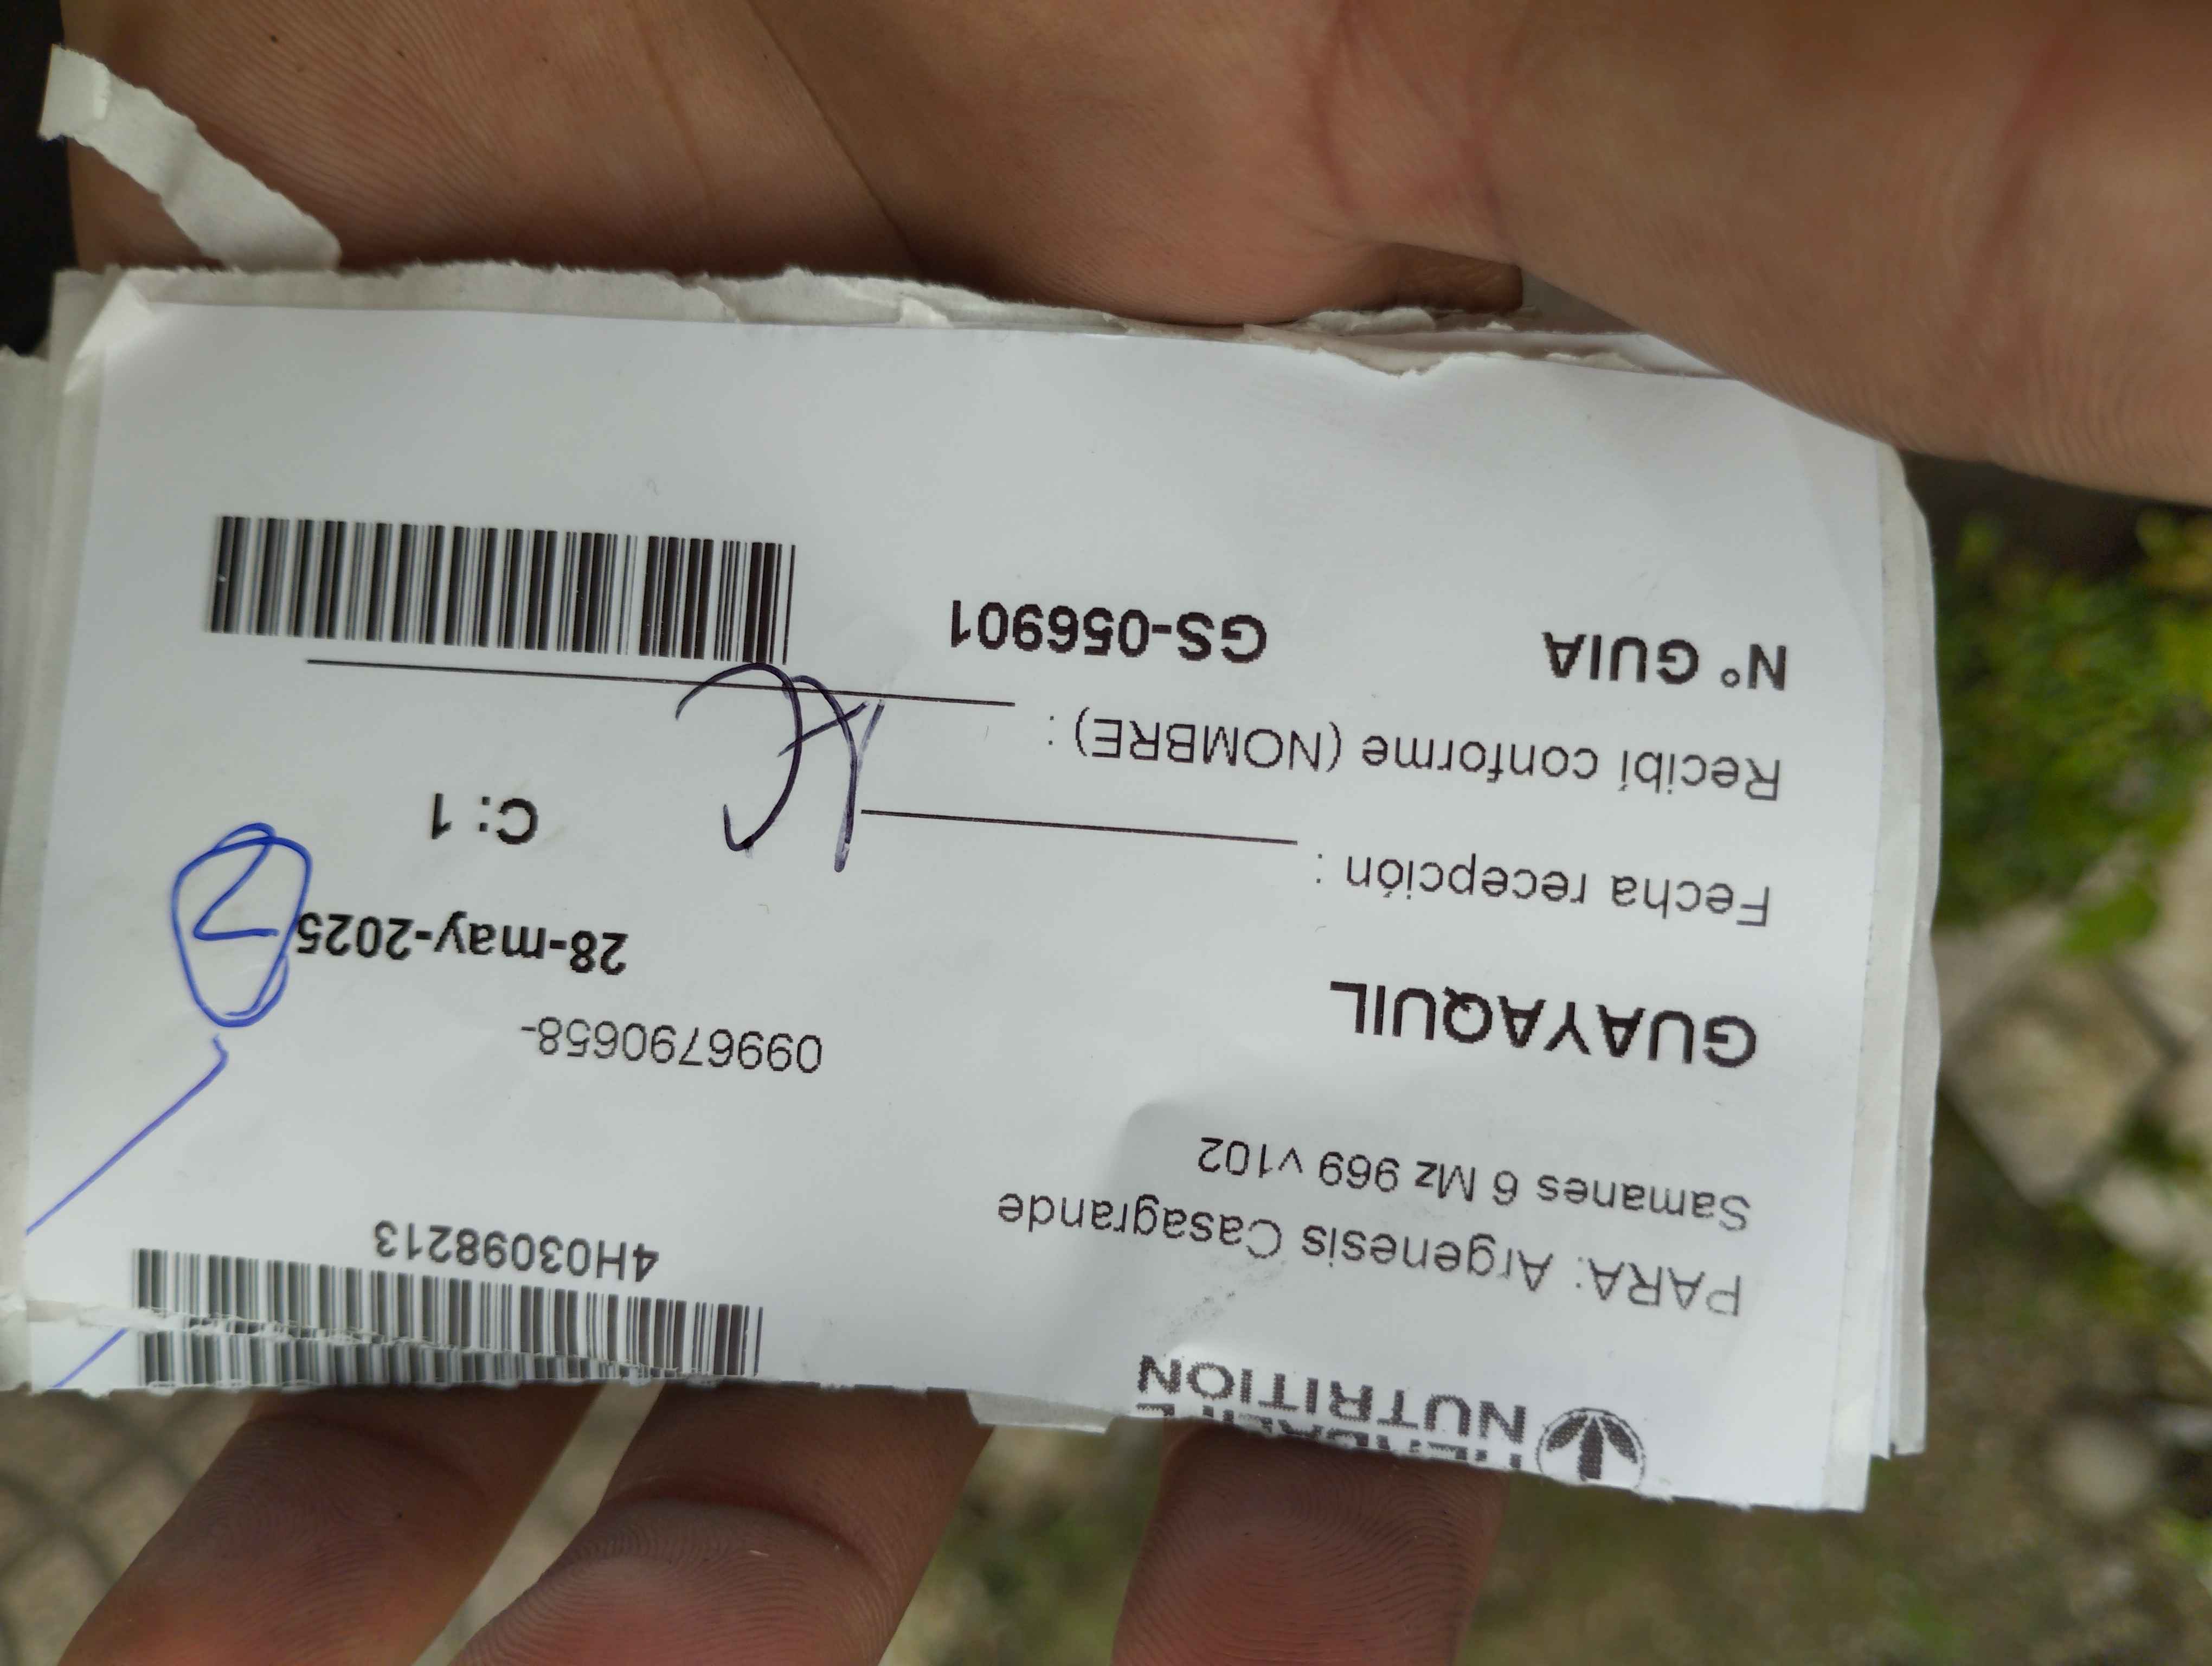 HERBALIFE
NUTRITION
4H03098213
PARA: Argenesis Casagrande
Samanes 6 Mz 969 v102
0996790658-
GUAYAQUIL
28-may-2025
2
Fecha recepción :
C: 1
Recibí conforme (NOMBRE) :
N° GUIA GS-056901